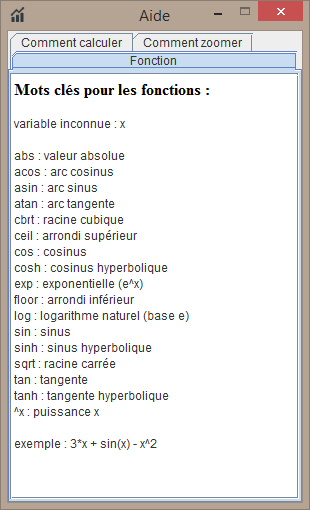 Aide
Comment calculer
Comment zoomer
Fonction
Mots clés pour les fonctions :
variable inconnue : x
abs : valeur absolue
acos : arc cosinus
asin : arc sinus
atan : arc tangente
cbrt : racine cubique
ceil : arrondi supérieur
cos : cosinus
cosh : cosinus hyperbolique
exp : exponentielle (e^x)
floor : arrondi inférieur
log : logarithme naturel (base e)
sin : sinus
sinh : sinus hyperbolique
sqrt : racine carrée
tan : tangente
tanh : tangente hyperbolique
^x : puissance x
exemple : 3*x + sin(x) - x^2